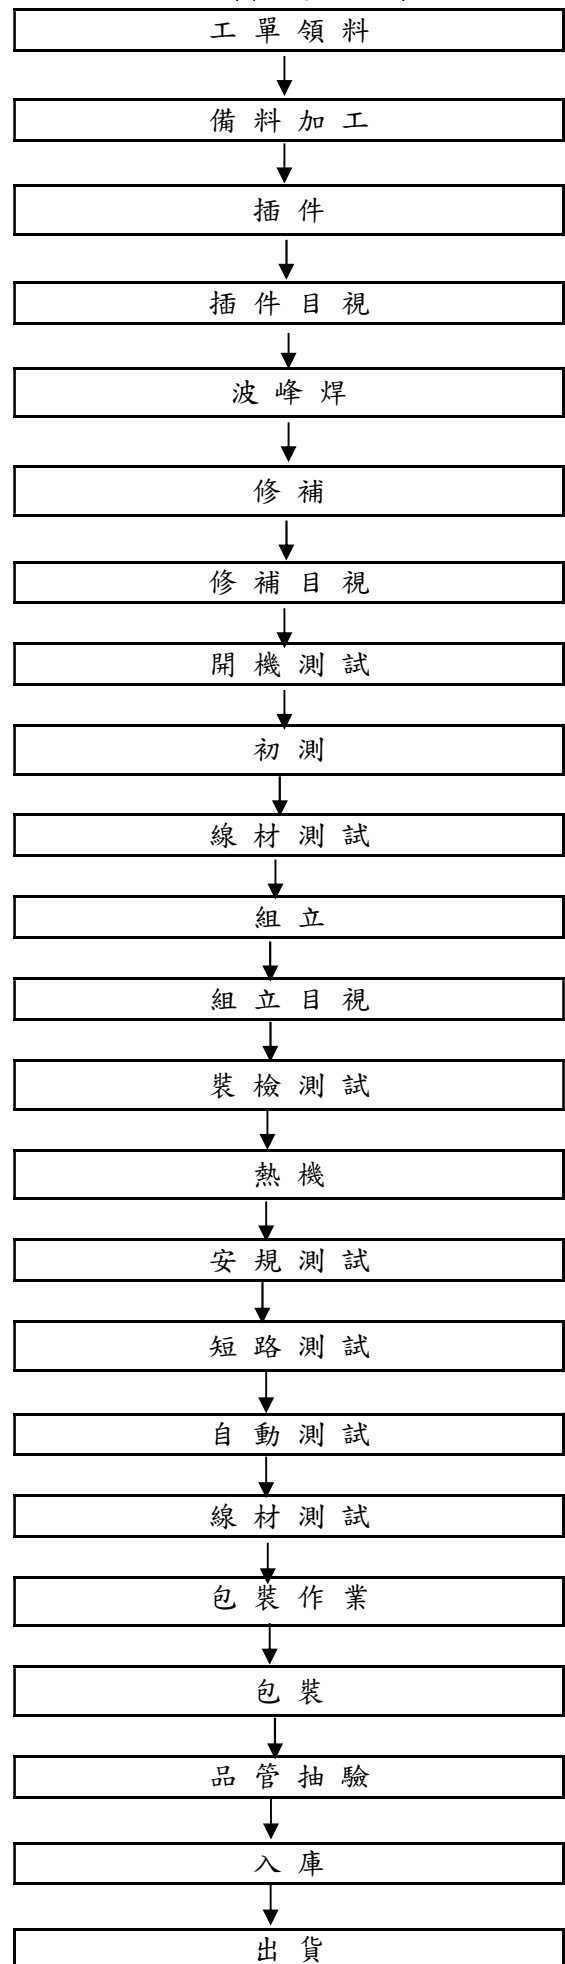 工單領料
備料加工
插件
插件目視
波峰焊
修補
修補目視
開機測試
初測
線材測試
組立
組立目視
裝檢測試
熱機
安規測試
短路測試
自動測試
線材測試
包裝作業
包裝
品管抽驗
入庫
出貨